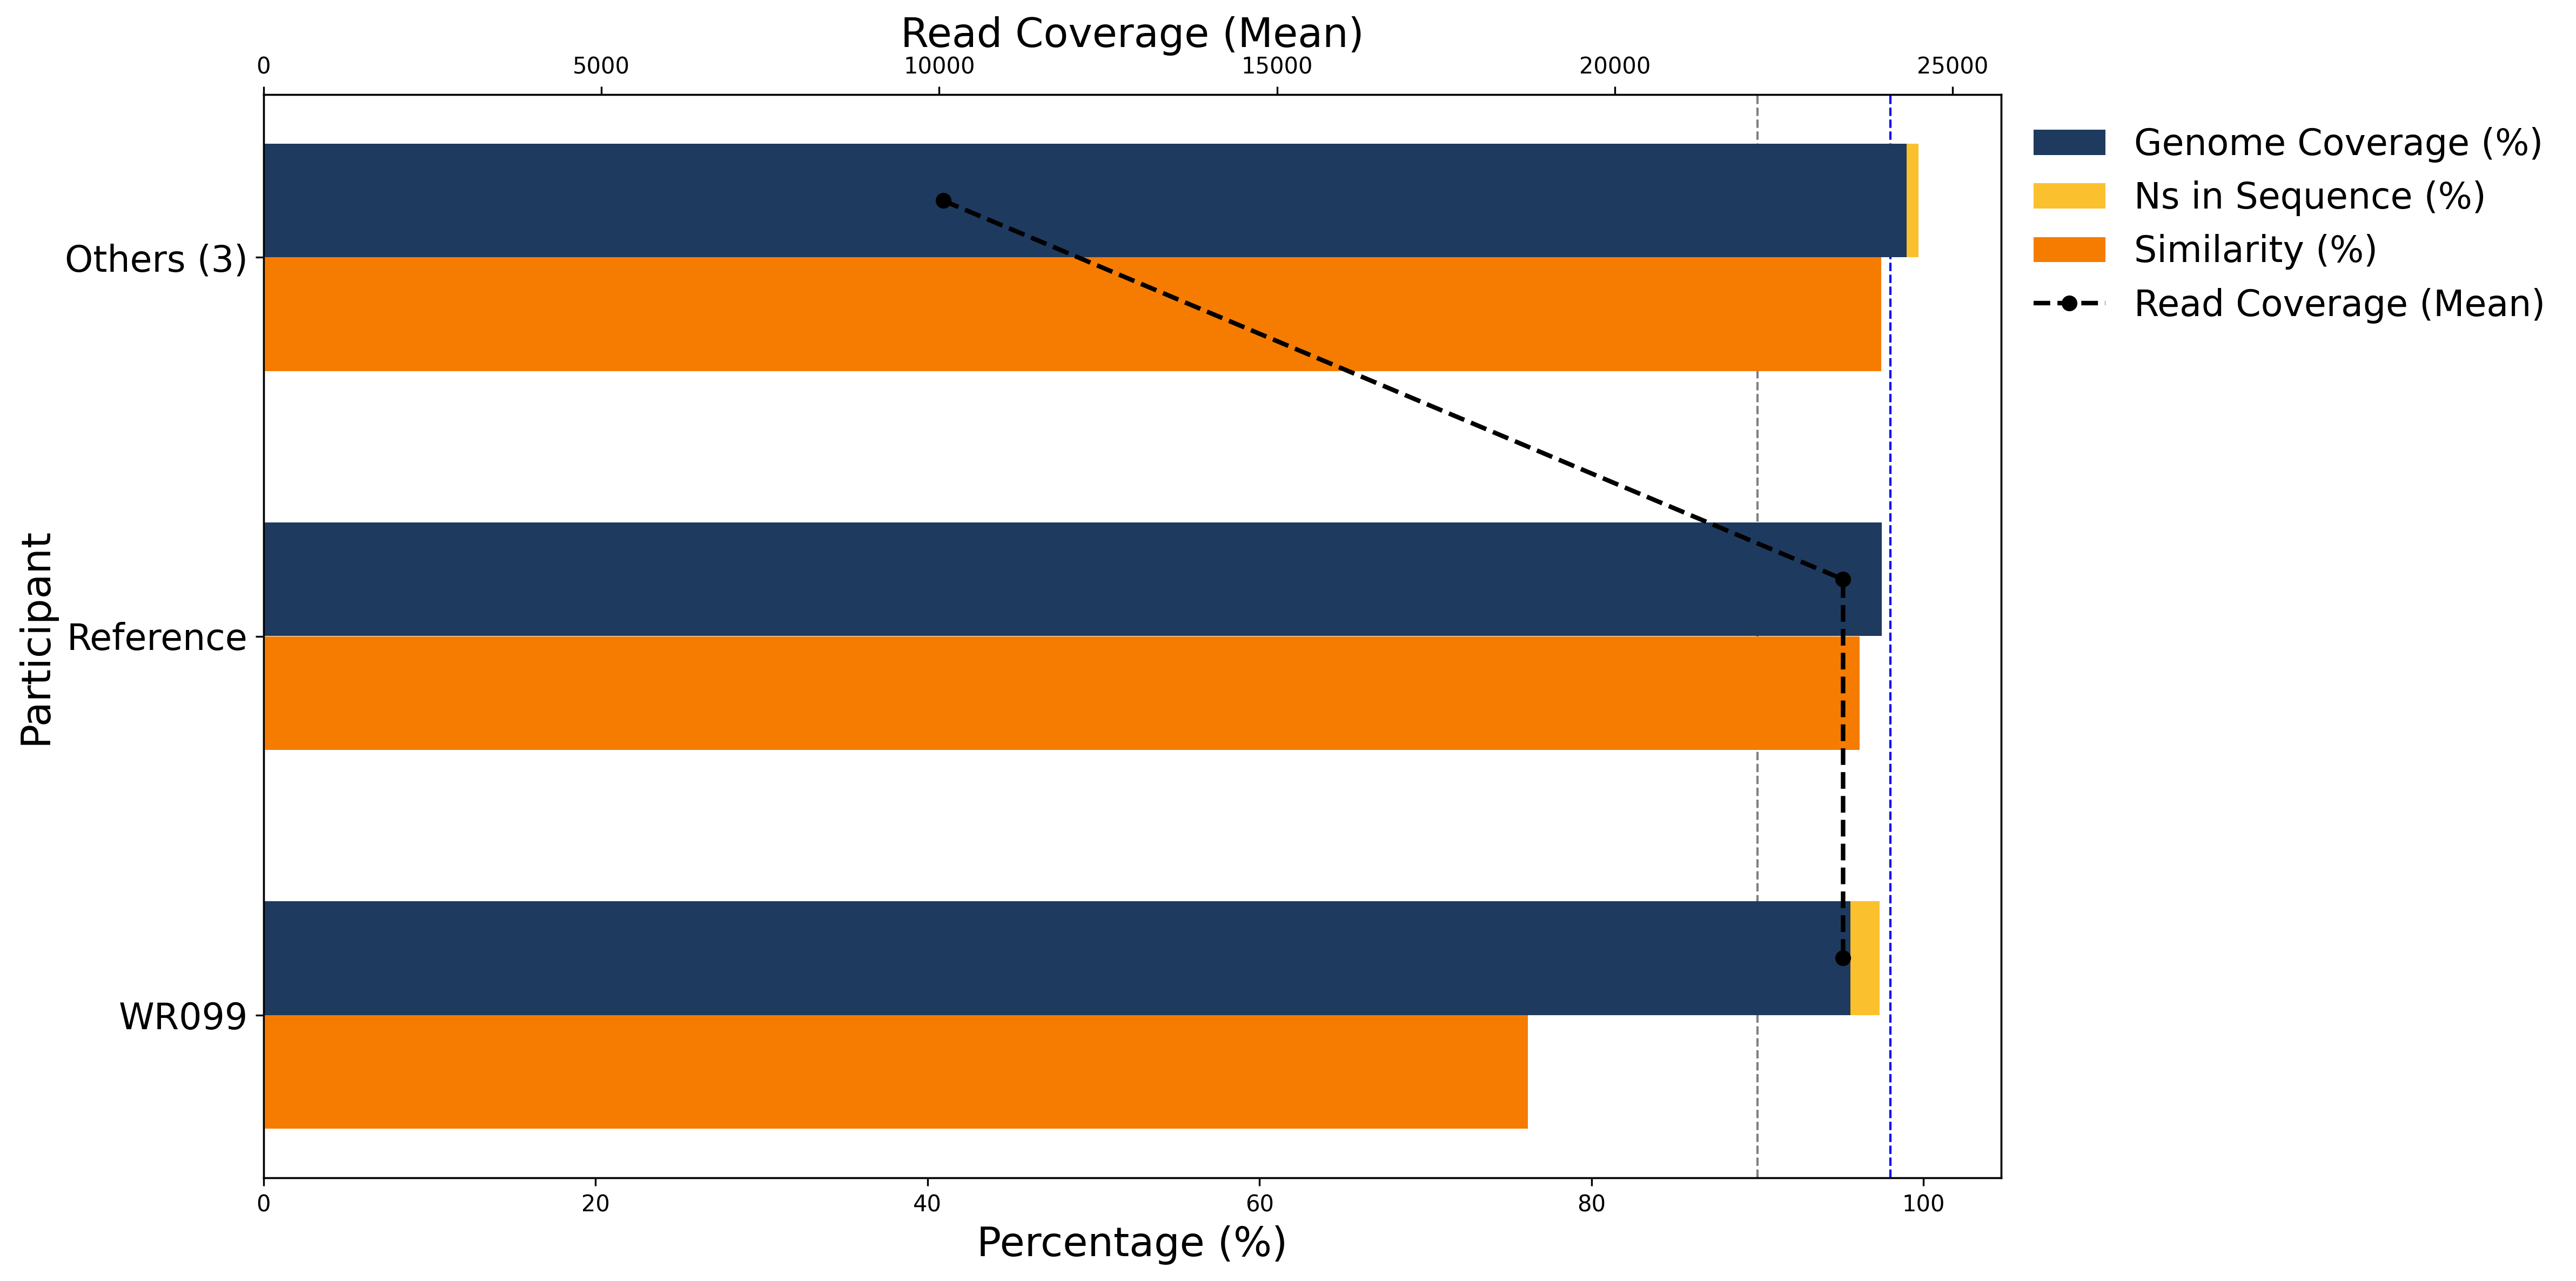 Read Coverage (Mean)
0 5000 10000 15000 20000 25000
Genome Coverage (%)
Ns in Sequence (%)
Similarity (%)
Read Coverage (Mean)
Participant
Others (3)
Reference
WR099
0 20 40 60 80 100
Percentage (%)